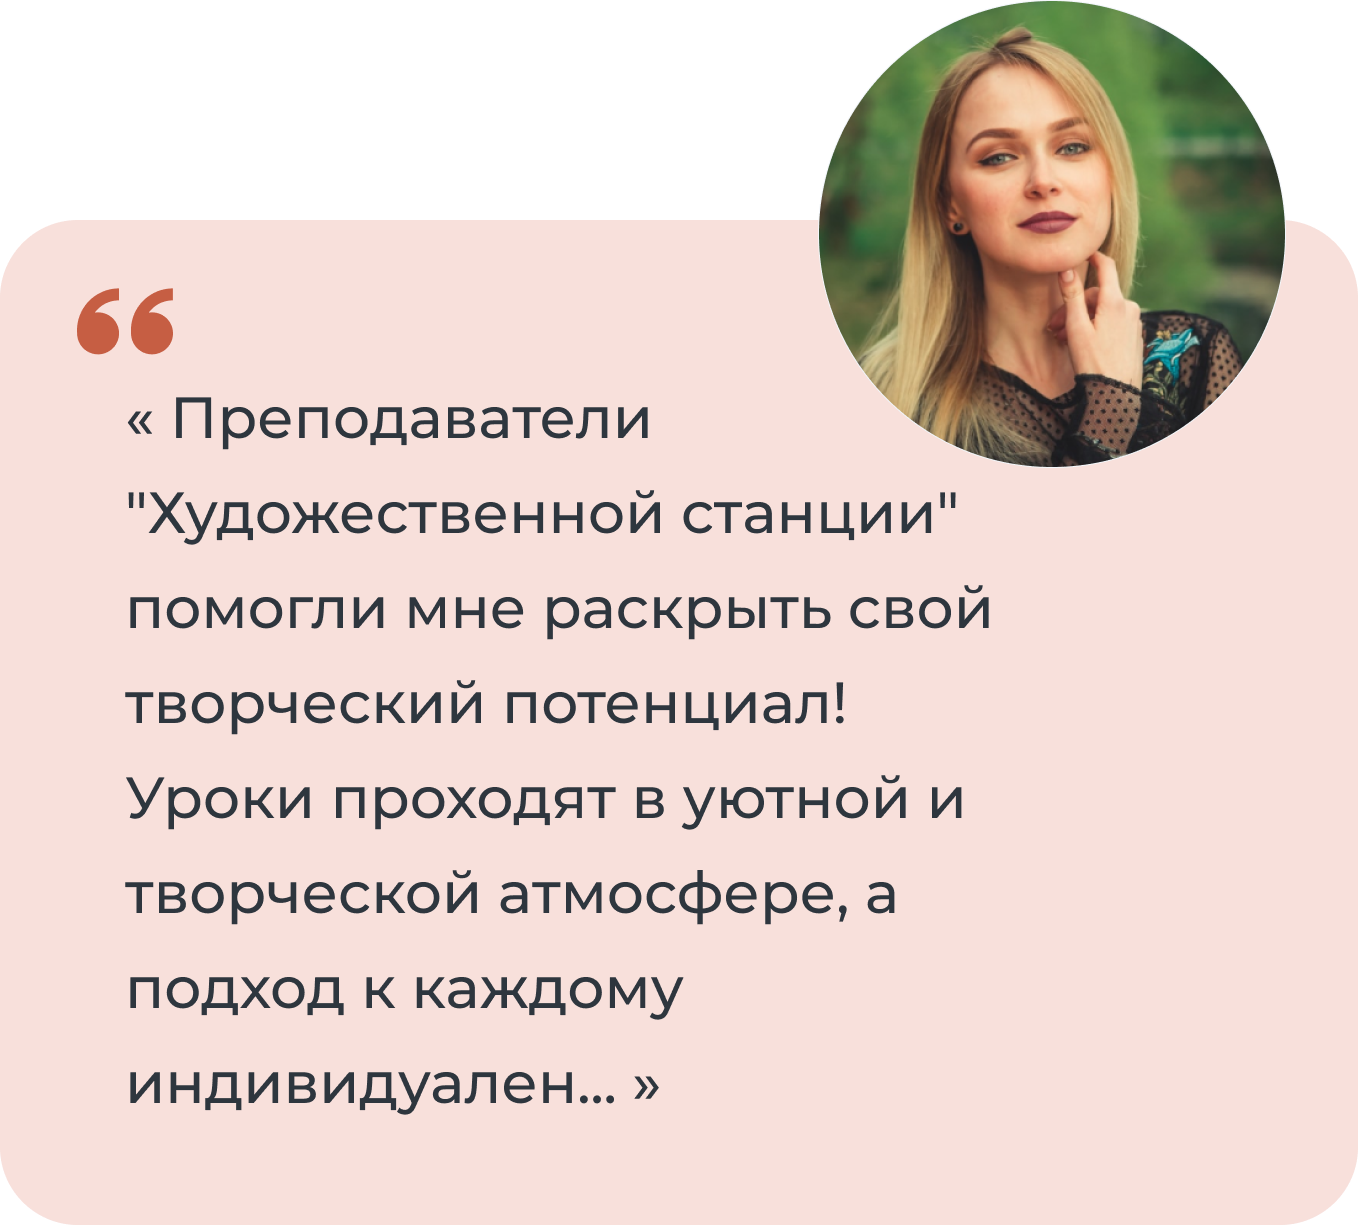 « Преподаватели
"Художественной станции"
помогли мне раскрыть свой
творческий потенциал!
Уроки проходят в уютной и
творческой атмосфере, а
подход к каждому
индивидуален... »